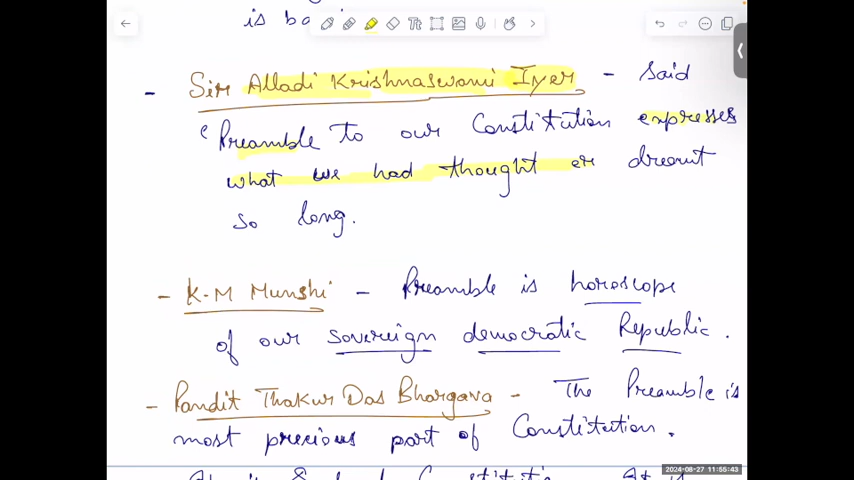 is ba
Tt
- Sir Alladi Krishnaswami Iyer - said
'Preamble to our Constitution expresses
what we had thought or dreamt
so long.
- K.M Munshi - Preamble is horoscope
of our sovereign democratic Republic.
- Pandit Thakur Das Bhargava - The Preamble is
most precious part of Constitution.
2024-08-27 11:55:43